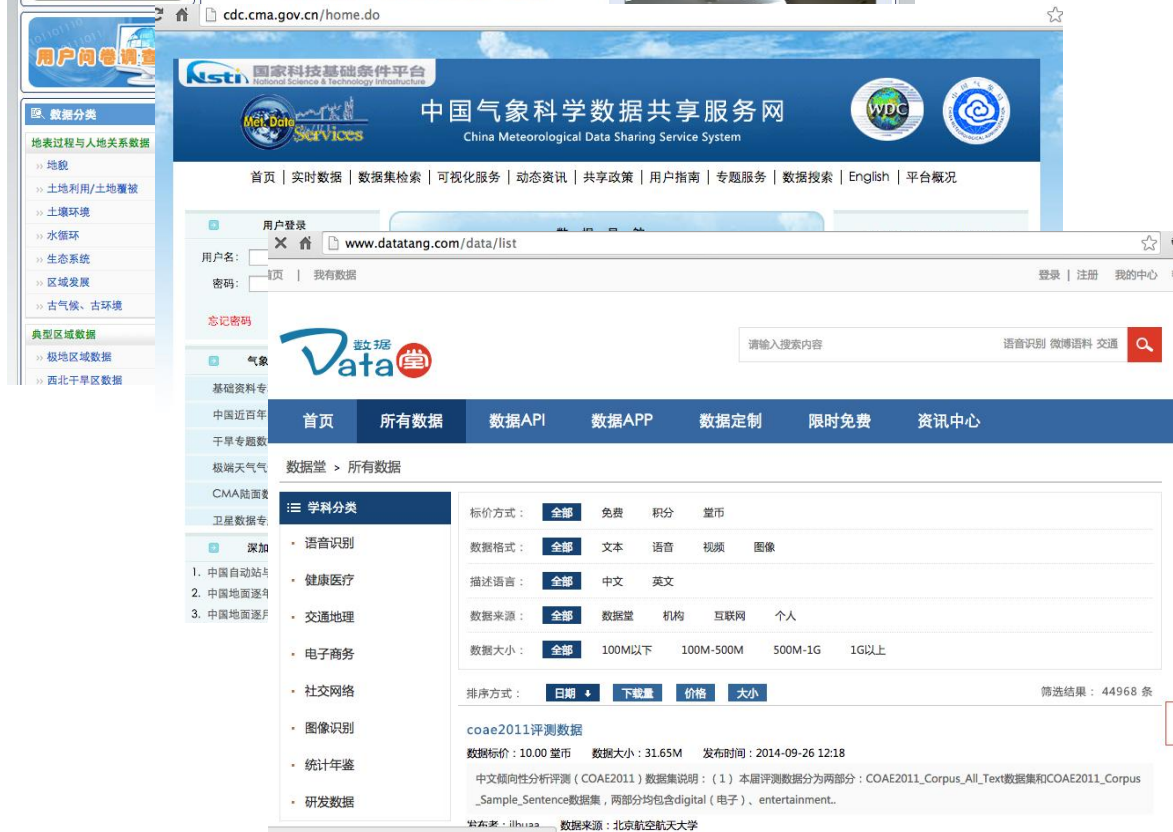 cdc.cma.gov.cn/home.do
用户问卷调查
国家科技基础条件平台
National Science & Technology Infrastructure
Met. Data Services
中国气象科学数据共享服务网
China Meteorological Data Sharing Service System
WDC
数据分类
地表过程与人地关系数据
›› 地貌
›› 土地利用/土地覆被
›› 土壤环境
›› 水循环
›› 生态系统
›› 区域发展
›› 古气候、古环境
典型区域数据
›› 极地区域数据
›› 西北干旱区数据
首页 | 实时数据 | 数据集检索 | 可视化服务 | 动态资讯 | 共享政策 | 用户指南 | 专题服务 | 数据搜索 | English | 平台概况
用户登录
用户名：
密码：
忘记密码
气象
基础资料专
中国近百年
干旱专题数
极端天气气
CMA陆面数
卫星数据专
深加
1. 中国自动站与
2. 中国地面逐年
3. 中国地面逐月
www.datatang.com/data/list
首页 | 我有数据
登录 | 注册 我的中心
数据堂
Data
请输入搜索内容
语音识别 微博语料 交通
首页 所有数据 数据API 数据APP 数据定制 限时免费 资讯中心
数据堂 > 所有数据
学科分类
· 语音识别
· 健康医疗
· 交通地理
· 电子商务
· 社交网络
· 图像识别
· 统计年鉴
· 研发数据
标价方式： 全部 免费 积分 堂币
数据格式： 全部 文本 语音 视频 图像
描述语言： 全部 中文 英文
数据来源： 全部 数据堂 机构 互联网 个人
数据大小： 全部 100M以下 100M-500M 500M-1G 1G以上
排序方式： 日期 下载量 价格 大小
筛选结果： 44968 条
coae2011评测数据
数据标价：10.00 堂币 数据大小：31.65M 发布时间：2014-09-26 12:18
中文倾向性分析评测（COAE2011）数据集说明：（1）本届评测数据分为两部分：COAE2011_Corpus_All_Text数据集和COAE2011_Corpus
_Sample_Sentence数据集，两部分均包含digital（电子）、entertainment..
发布者：jlhuaa 数据来源：北京航空航天大学